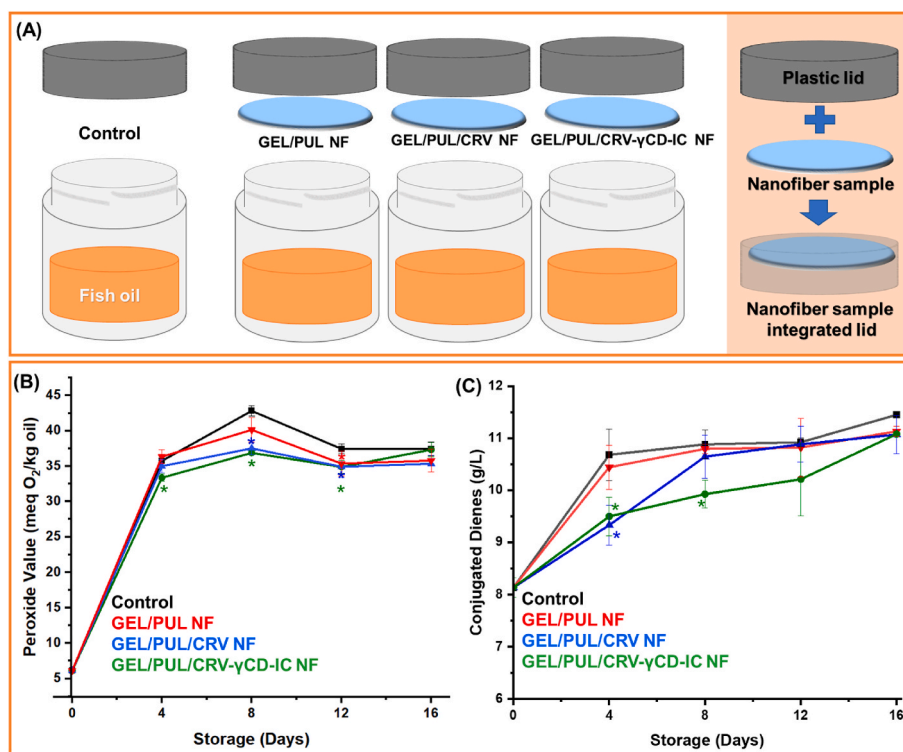 (A)
Control
GEL/PUL NF
GEL/PUL/CRV NF
GEL/PUL/CRV-γCD-IC NF
Fish oil
Plastic lid
Nanofiber sample
Nanofiber sample
integrated lid
(B)
Peroxide Value (meq O₂/kg oil)
45
40
35
30
25
20
15
10
5
*
*
*
*
*
*
Control
GEL/PUL NF
GEL/PUL/CRV NF
GEL/PUL/CRV-γCD-IC NF
0
4
8
12
16
Storage (Days)
(C)
Conjugated Dienes (g/L)
12
11
10
9
8
7
6
*
*
*
Control
GEL/PUL NF
GEL/PUL/CRV NF
GEL/PUL/CRV-γCD-IC NF
0
4
8
12
16
Storage (Days)